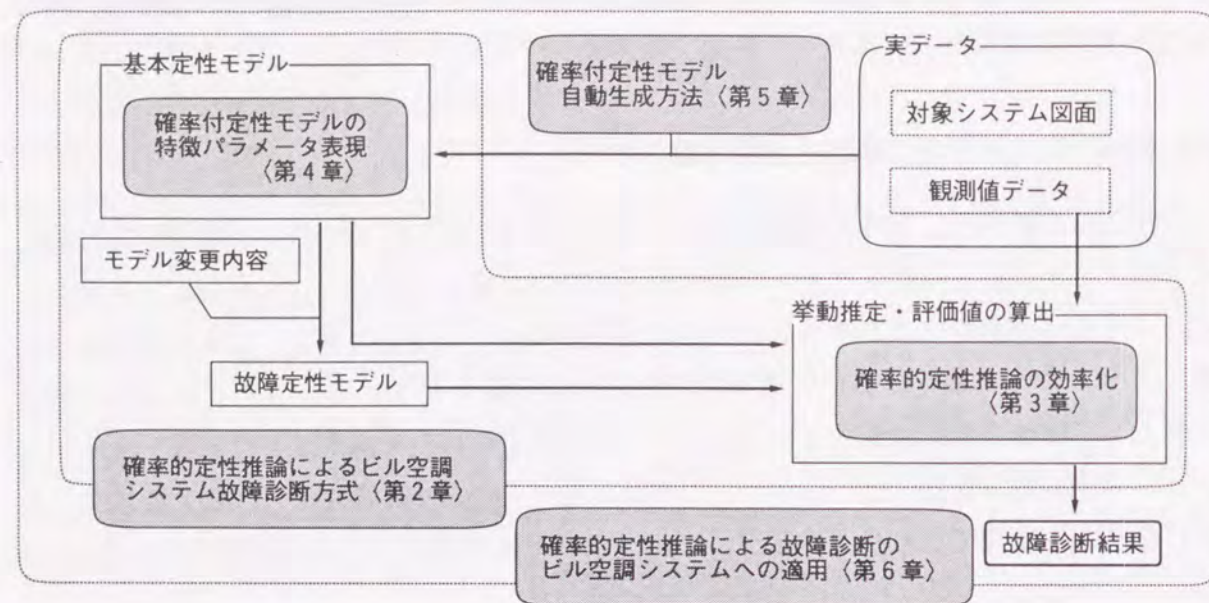 基本定性モデル
確率付定性モデルの
特徴パラメータ表現
〈第4章〉
確率付定性モデル
自動生成方法〈第5章〉
実データ
対象システム図面
観測値データ
モデル変更内容
故障定性モデル
挙動推定・評価値の算出
確率的定性推論の効率化
〈第3章〉
確率的定性推論によるビル空調
システム故障診断方式〈第2章〉
確率的定性推論による故障診断の
ビル空調システムへの適用〈第6章〉
故障診断結果